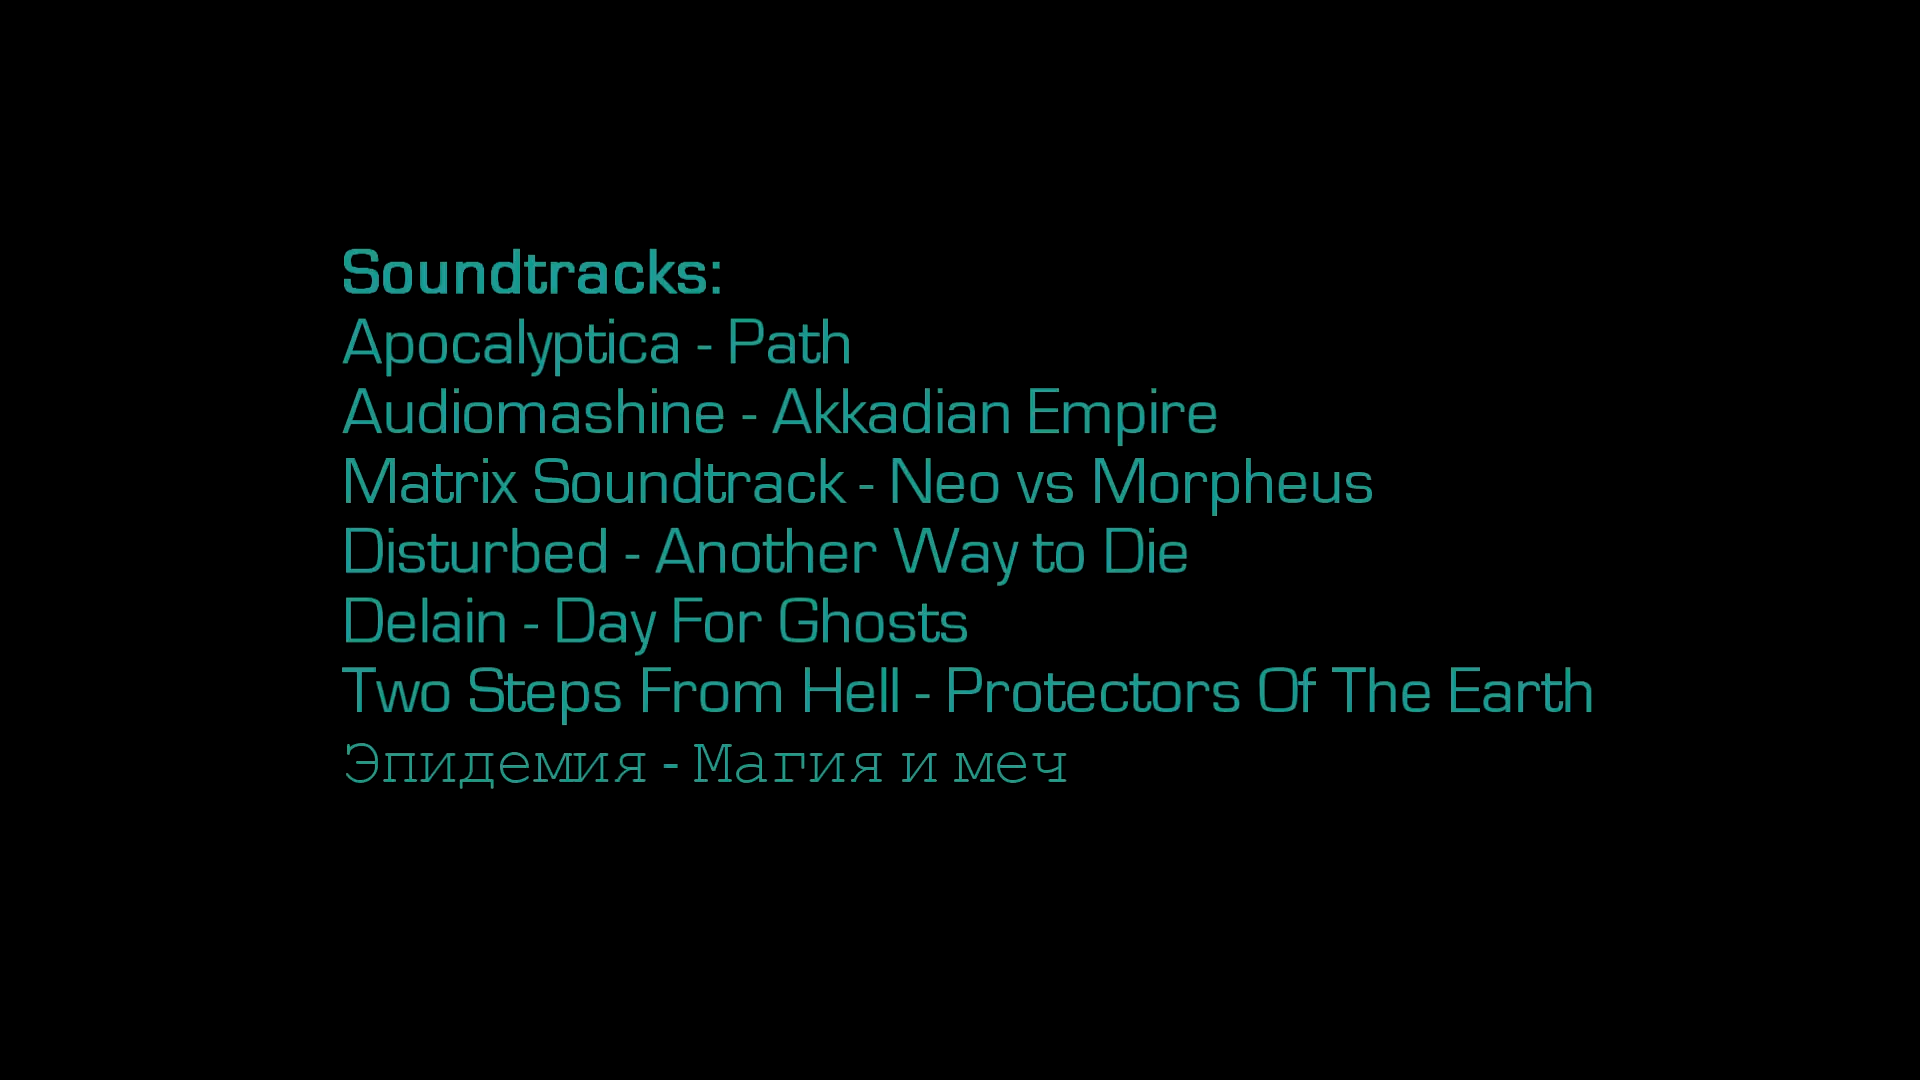 Soundtracks:
Apocalyptica - Path
Audiomashine - Akkadian Empire
Matrix Soundtrack - Neo vs Morpheus
Disturbed - Another Way to Die
Delain - Day For Ghosts
Two Steps From Hell - Protectors Of The Earth
Эпидемия - Магия и меч